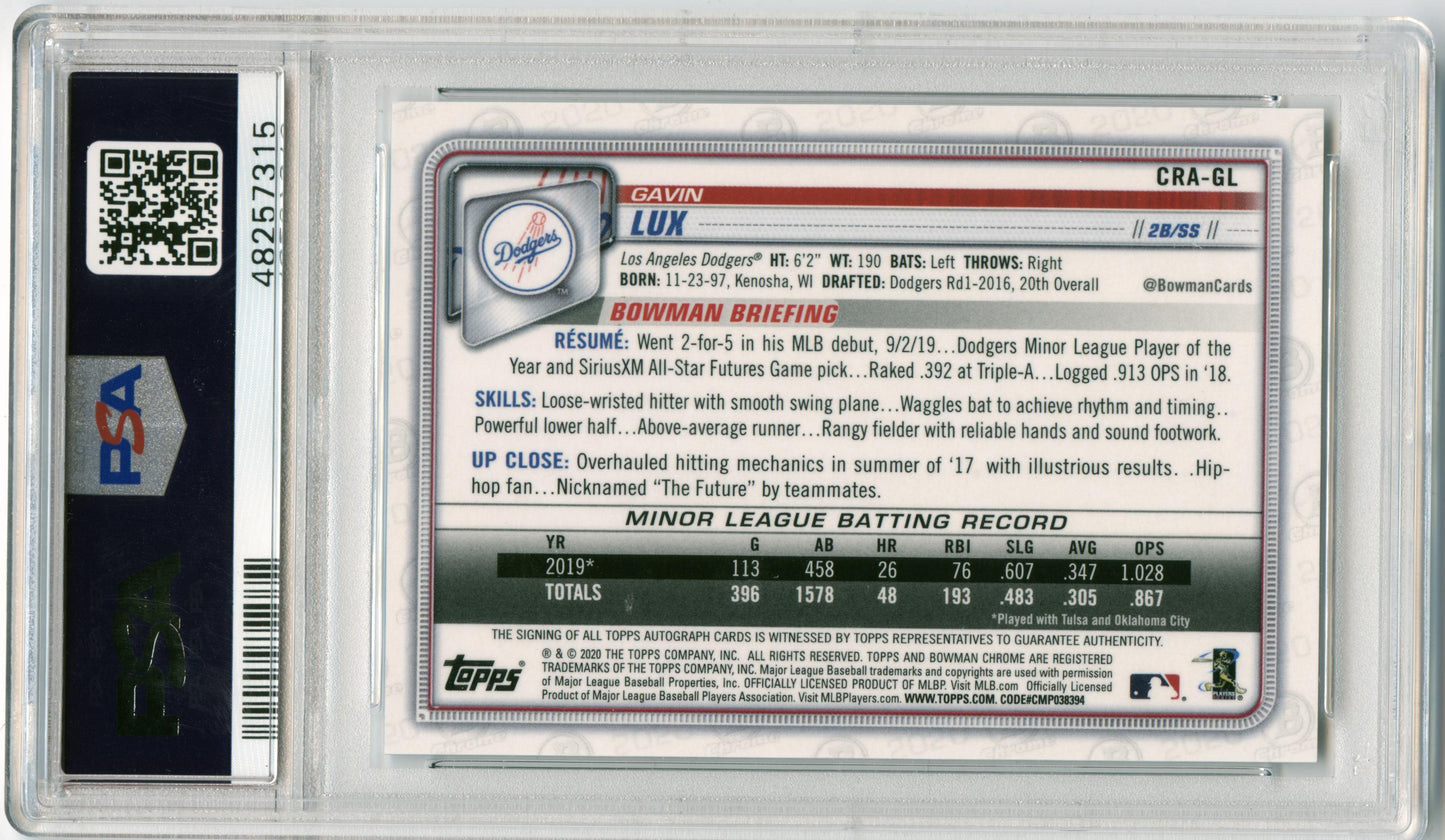 48257315
PSA
PSA
CRA-GL
GAVIN
LUX // 2B/SS //
Dodgers
TM
Los Angeles Dodgers® HT: 6'2" WT: 190 BATS: Left THROWS: Right
BORN: 11-23-97, Kenosha, WI DRAFTED: Dodgers Rd1-2016, 20th Overall @BowmanCards
BOWMAN BRIEFING
RÉSUMÉ: Went 2-for-5 in his MLB debut, 9/2/19...Dodgers Minor League Player of the
Year and SiriusXM All-Star Futures Game pick...Raked .392 at Triple-A...Logged .913 OPS in '18.
SKILLS: Loose-wristed hitter with smooth swing plane...Waggles bat to achieve rhythm and timing..
Powerful lower half...Above-average runner...Rangy fielder with reliable hands and sound footwork.
UP CLOSE: Overhauled hitting mechanics in summer of '17 with illustrious results. .Hip-
hop fan...Nicknamed "The Future" by teammates.
MINOR LEAGUE BATTING RECORD
YR G AB HR RBI SLG AVG OPS
2019* 113 458 26 76 .607 .347 1.028
TOTALS 396 1578 48 193 .483 .305 .867
*Played with Tulsa and Oklahoma City
THE SIGNING OF ALL TOPPS AUTOGRAPH CARDS IS WITNESSED BY TOPPS REPRESENTATIVES TO GUARANTEE AUTHENTICITY.
Topps®
® & © 2020 THE TOPPS COMPANY, INC. ALL RIGHTS RESERVED. TOPPS AND BOWMAN CHROME ARE REGISTERED
TRADEMARKS OF THE TOPPS COMPANY, INC. Major League Baseball trademarks and copyrights are used with permission
of Major League Baseball Properties, Inc. OFFICIALLY LICENSED PRODUCT OF MLBP. Visit MLB.com Officially Licensed
Product of Major League Baseball Players Association. Visit MLBPlayers.com. WWW.TOPPS.COM. CODE#CMP038394